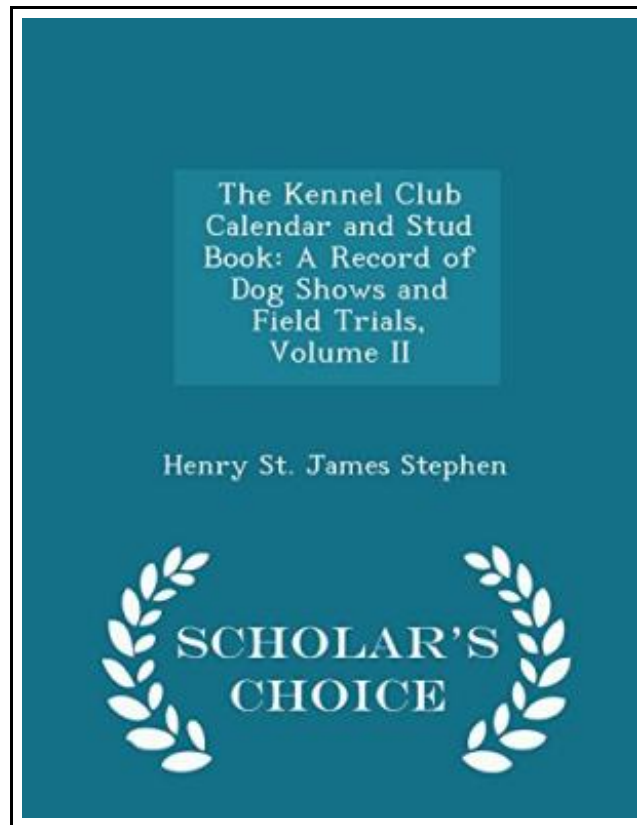 The Kennel Club
Calendar and Stud
Book: A Record of
Dog Shows and
Field Trials,
Volume II
Henry St. James Stephen
SCHOLAR'S
CHOICE